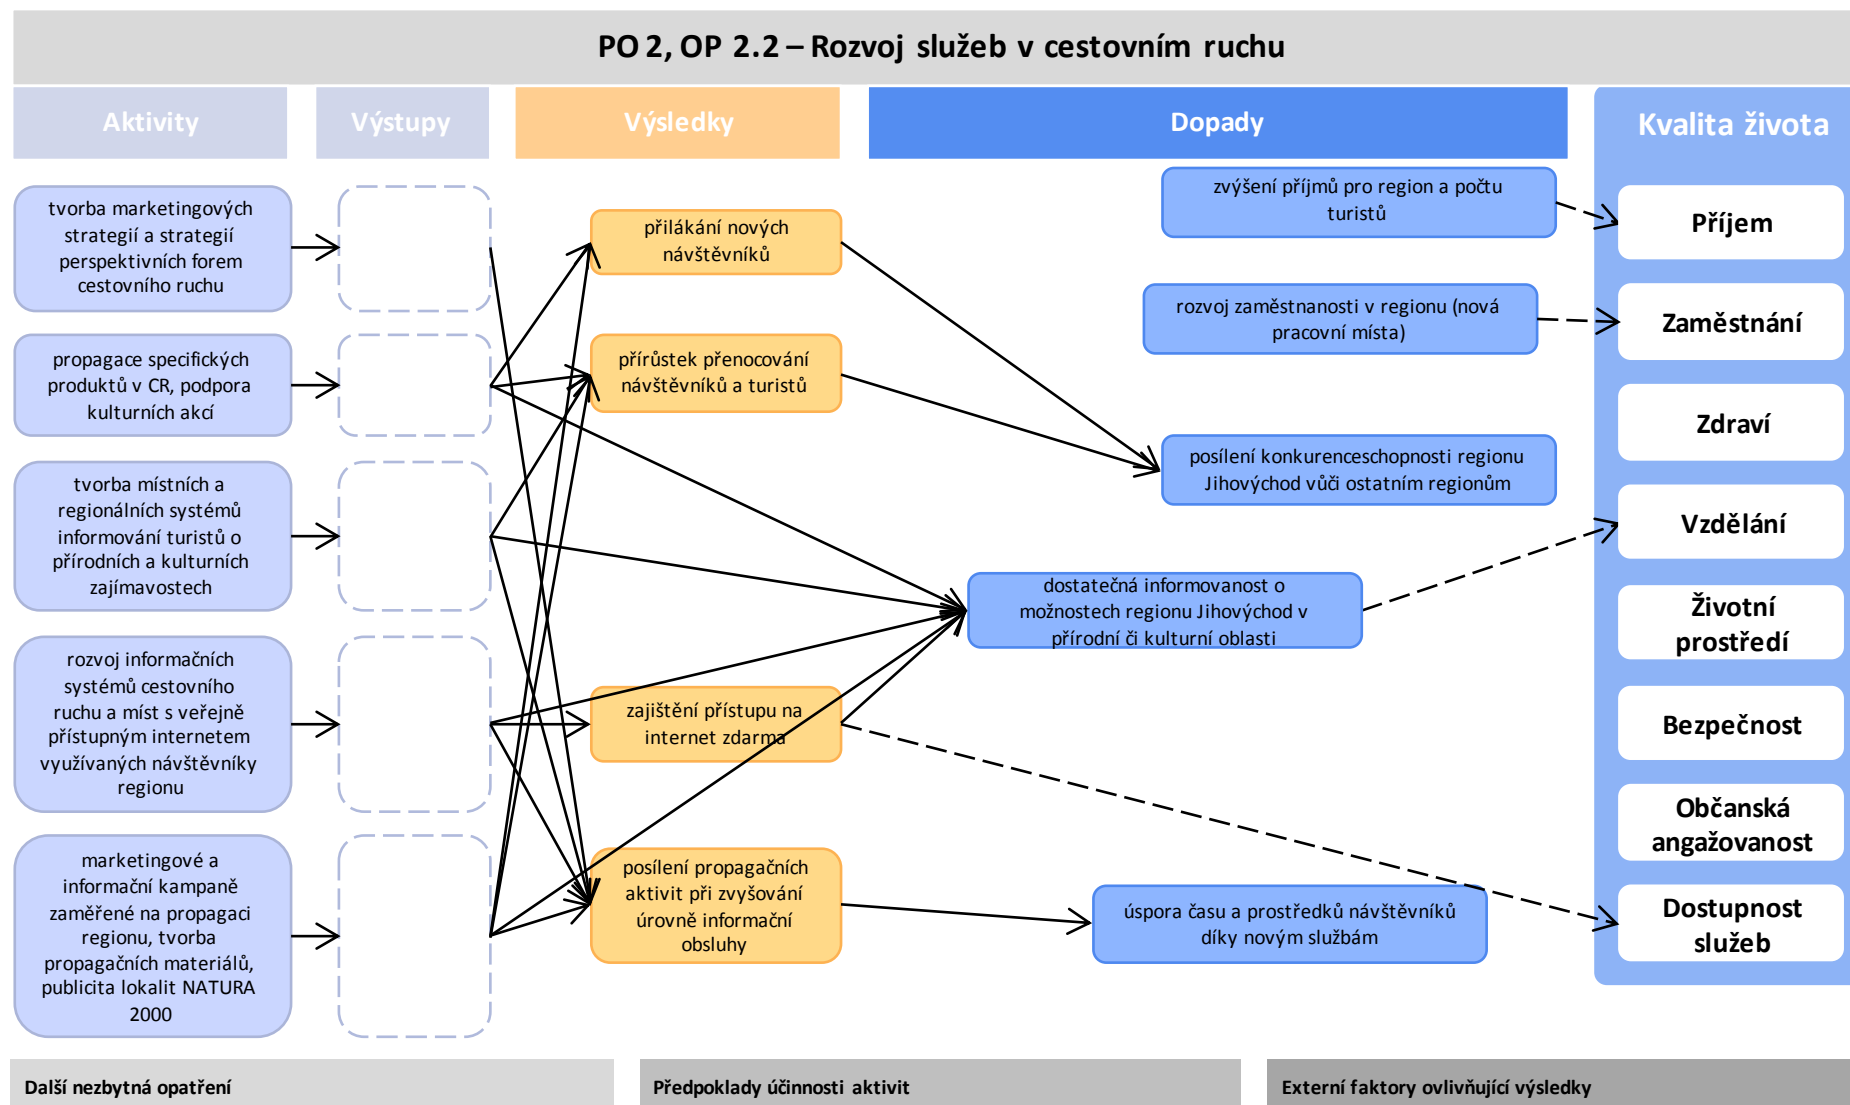 PO 2, OP 2.2 – Rozvoj služeb v cestovním ruchu
Aktivity
Výstupy
Výsledky
Dopady
Kvalita života
tvorba marketingových
strategií a strategií
perspektivních forem
cestovního ruchu
propagace specifických
produktů v CR, podpora
kulturních akcí
tvorba místních a
regionálních systémů
informování turistů o
přírodních a kulturních
zajímavostech
rozvoj informačních
systémů cestovního
ruchu a míst s veřejně
přístupným internetem
využívaných návštěvníky
regionu
marketingové a
informační kampaně
zaměřené na propagaci
regionu, tvorba
propagačních materiálů,
publicita lokalit NATURA
2000
přilákání nových
návštěvníků
přírůstek přenocování
návštěvníků a turistů
zajištění přístupu na
internet zdarma
posílení propagačních
aktivit při zvyšování
úrovně informační
obsluhy
zvýšení příjmů pro region a počtu
turistů
rozvoj zaměstnanosti v regionu (nová
pracovní místa)
posílení konkurenceschopnosti regionu
Jihovýchod vůči ostatním regionům
dostatečná informovanost o
možnostech regionu Jihovýchod v
přírodní či kulturní oblasti
úspora času a prostředků návštěvníků
díky novým službám
Příjem
Zaměstnání
Zdraví
Vzdělání
Životní
prostředí
Bezpečnost
Občanská
angažovanost
Dostupnost
služeb
Další nezbytná opatření
Předpoklady účinnosti aktivit
Externí faktory ovlivňující výsledky